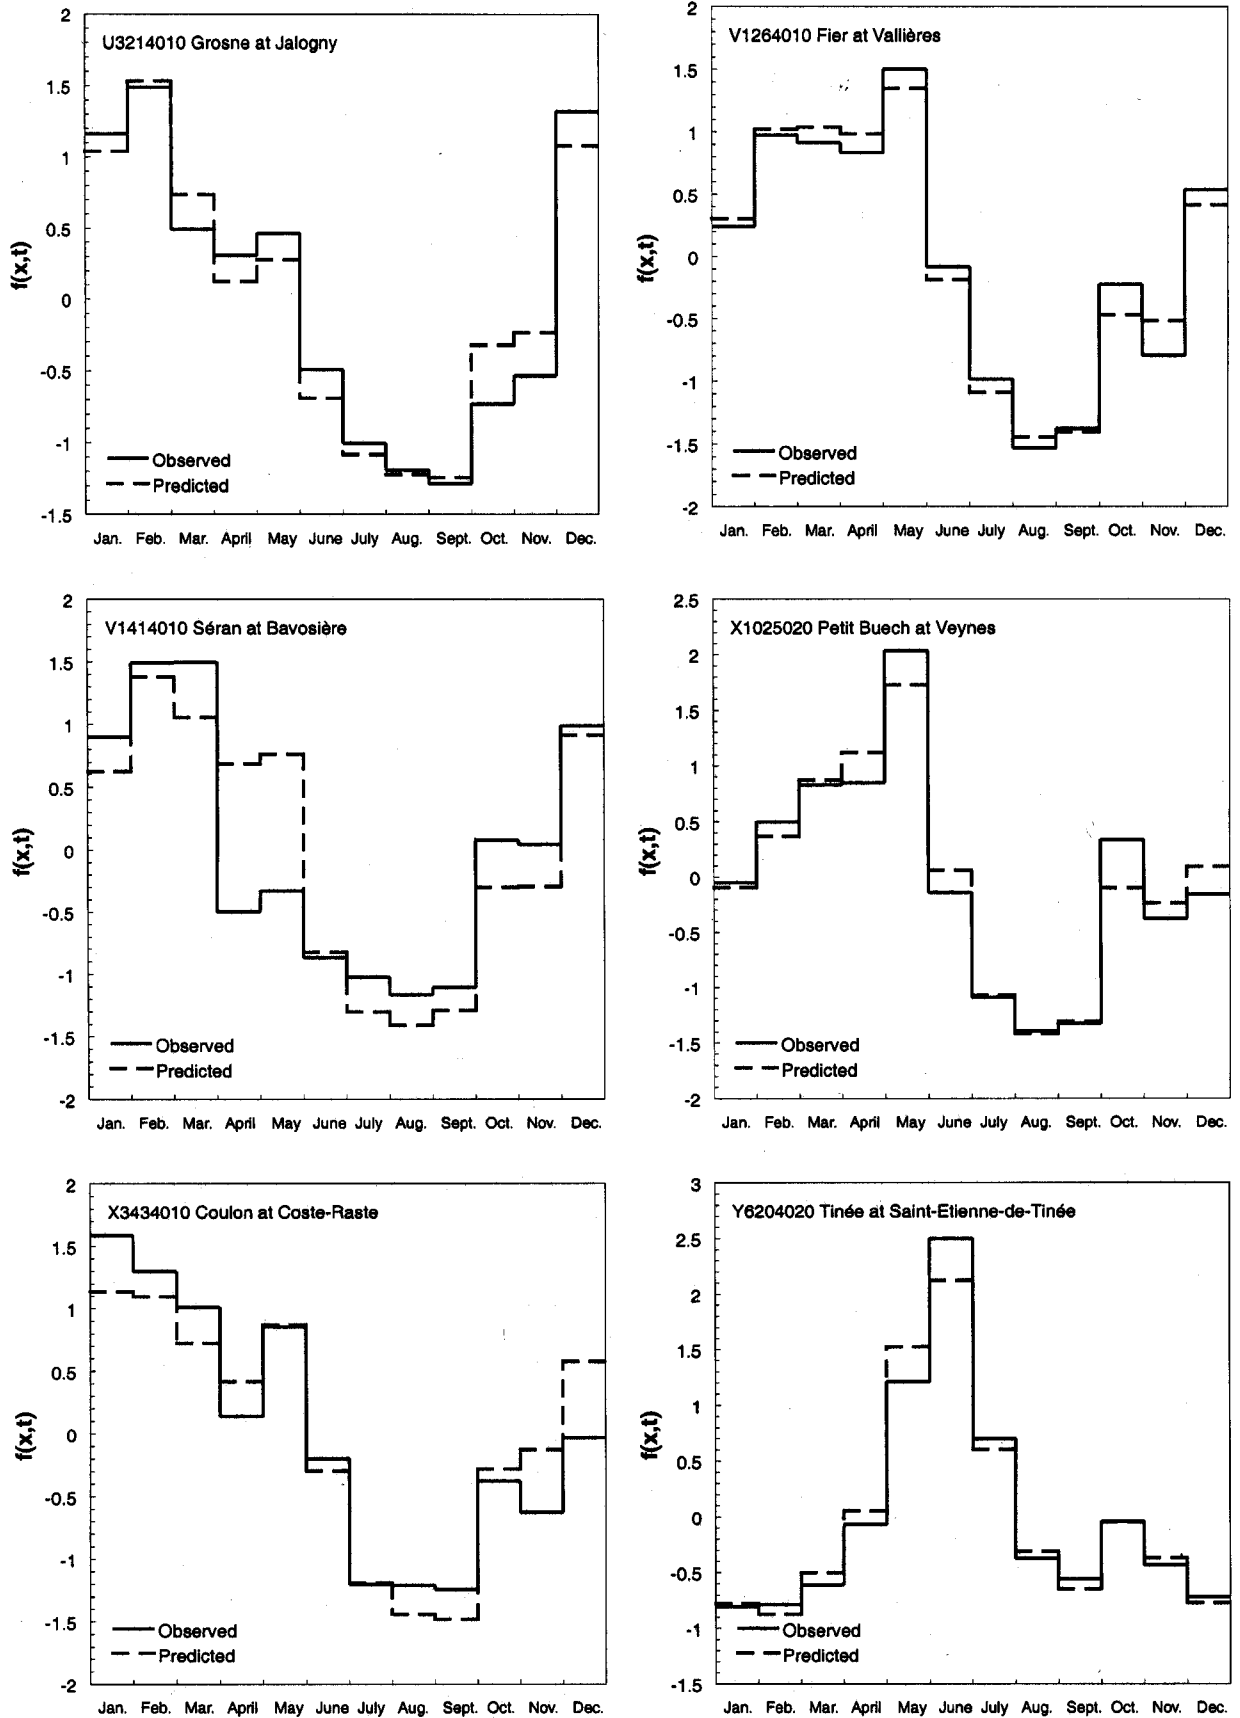 U3214010 Grosne at Jalogny
2
1.5
1
0.5
0
-0.5
-1
-1.5
f(x,t)
Observed
Predicted
Jan. Feb. Mar. April May June July Aug. Sept. Oct. Nov. Dec.
V1264010 Fier at Vallières
2
1.5
1
0.5
0
-0.5
-1
-1.5
-2
f(x,t)
Observed
Predicted
Jan. Feb. Mar. April May June July Aug. Sept. Oct. Nov. Dec.
V1414010 Séran at Bavosière
2
1.5
1
0.5
0
-0.5
-1
-1.5
-2
f(x,t)
Observed
Predicted
Jan. Feb. Mar. April May June July Aug. Sept. Oct. Nov. Dec.
X1025020 Petit Buech at Veynes
2.5
2
1.5
1
0.5
0
-0.5
-1
-1.5
-2
f(x,t)
Observed
Predicted
Jan. Feb. Mar. April May June July Aug. Sept. Oct. Nov. Dec.
X3434010 Coulon at Coste-Raste
2
1.5
1
0.5
0
-0.5
-1
-1.5
-2
f(x,t)
Observed
Predicted
Jan. Feb. Mar. April May June July Aug. Sept. Oct. Nov. Dec.
Y6204020 Tinée at Saint-Etienne-de-Tinée
3
2.5
2
1.5
1
0.5
0
-0.5
-1
-1.5
f(x,t)
Observed
Predicted
Jan. Feb. Mar. April May June July Aug. Sept. Oct. Nov. Dec.